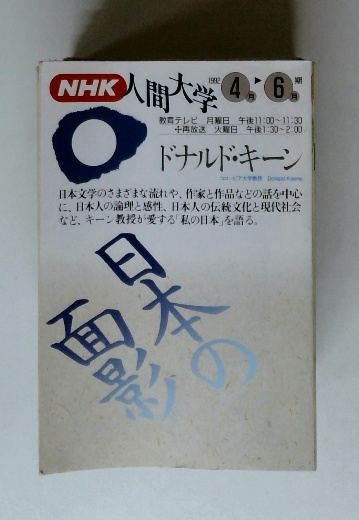 NHK 人間大学 1992 4月▶6月期
教育テレビ 月曜日 午後11:00〜11:30
+再放送 火曜日 午後1:30〜2:00
ドナルド・キーン
コロンビア大学教授 Donald Keene
日本文学のさまざまな流れや、作家と作品などの話を中心
に、日本人の論理と感性、日本人の伝統文化と現代社会
など、キーン教授が愛する「私の日本」を語る。
日本の
面影